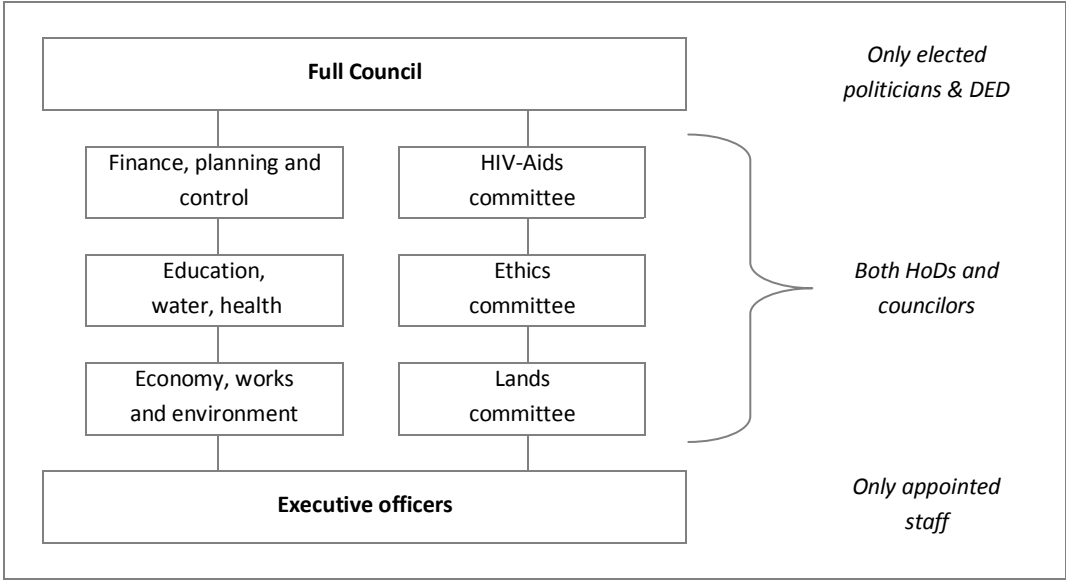 Full Council
Only elected
politicians & DED
Finance, planning and
control
HIV-Aids
committee
Education,
water, health
Ethics
committee
Both HoDs and
councilors
Economy, works
and environment
Lands
committee
Executive officers
Only appointed
staff